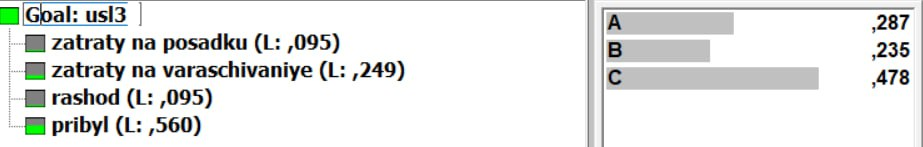 Goal: usl3
zatraty na posadku (L: ,095)
zatraty na varaschivaniye (L: ,249)
rashod (L: ,095)
pribyl (L: ,560)
A ,287
B ,235
C ,478